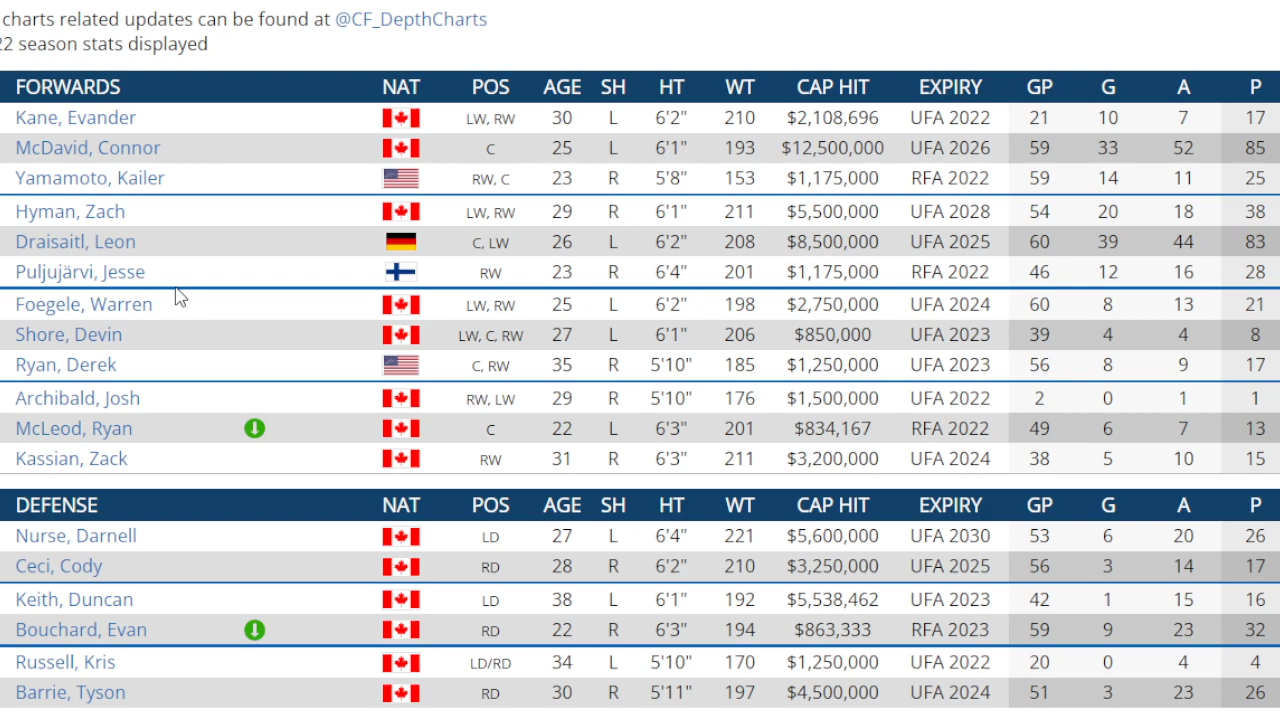 charts related updates can be found at @CF_DepthCharts
22 season stats displayed
FORWARDS NAT POS AGE SH HT WT CAP HIT EXPIRY GP G A P
Kane, Evander LW, RW 30 L 6'2" 210 $2,108,696 UFA 2022 21 10 7 17
McDavid, Connor C 25 L 6'1" 193 $12,500,000 UFA 2026 59 33 52 85
Yamamoto, Kailer RW, C 23 R 5'8" 153 $1,175,000 RFA 2022 59 14 11 25
Hyman, Zach LW, RW 29 R 6'1" 211 $5,500,000 UFA 2028 54 20 18 38
Draisaitl, Leon C, LW 26 L 6'2" 208 $8,500,000 UFA 2025 60 39 44 83
Puljujärvi, Jesse RW 23 R 6'4" 201 $1,175,000 RFA 2022 46 12 16 28
Foegele, Warren LW, RW 25 L 6'2" 198 $2,750,000 UFA 2024 60 8 13 21
Shore, Devin LW, C, RW 27 L 6'1" 206 $850,000 UFA 2023 39 4 4 8
Ryan, Derek C, RW 35 R 5'10" 185 $1,250,000 UFA 2023 56 8 9 17
Archibald, Josh RW, LW 29 R 5'10" 176 $1,500,000 UFA 2022 2 0 1 1
McLeod, Ryan C 22 L 6'3" 201 $834,167 RFA 2022 49 6 7 13
Kassian, Zack RW 31 R 6'3" 211 $3,200,000 UFA 2024 38 5 10 15
DEFENSE NAT POS AGE SH HT WT CAP HIT EXPIRY GP G A P
Nurse, Darnell LD 27 L 6'4" 221 $5,600,000 UFA 2030 53 6 20 26
Ceci, Cody RD 28 R 6'2" 210 $3,250,000 UFA 2025 56 3 14 17
Keith, Duncan LD 38 L 6'1" 192 $5,538,462 UFA 2023 42 1 15 16
Bouchard, Evan RD 22 R 6'3" 194 $863,333 RFA 2023 59 9 23 32
Russell, Kris LD/RD 34 L 5'10" 170 $1,250,000 UFA 2022 20 0 4 4
Barrie, Tyson RD 30 R 5'11" 197 $4,500,000 UFA 2024 51 3 23 26